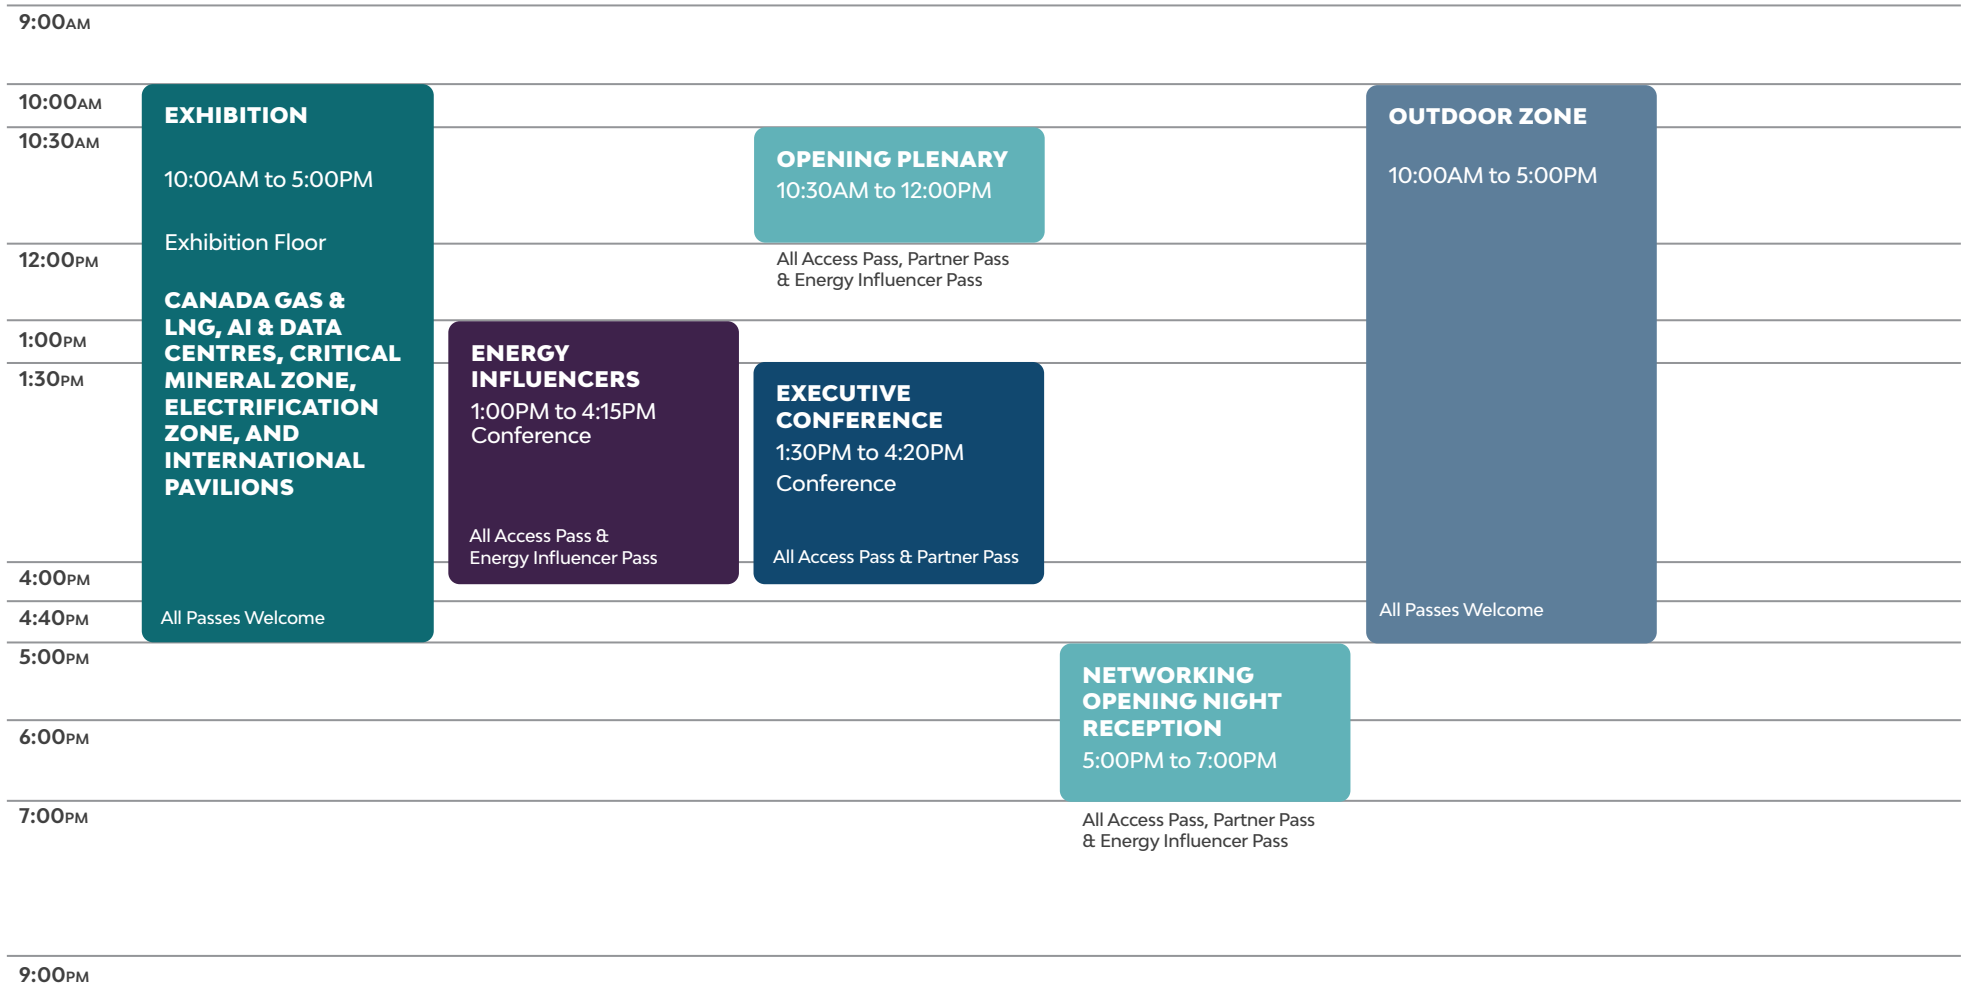 9:00AM
10:00AM
10:30AM
12:00PM
1:00PM
1:30PM
4:00PM
4:40PM
5:00PM
6:00PM
7:00PM
9:00PM
EXHIBITION
10:00AM to 5:00PM
Exhibition Floor
CANADA GAS &
LNG, AI & DATA
CENTRES, CRITICAL
MINERAL ZONE,
ELECTRIFICATION
ZONE, AND
INTERNATIONAL
PAVILIONS
All Passes Welcome
ENERGY
INFLUENCERS
1:00PM to 4:15PM
Conference
All Access Pass &
Energy Influencer Pass
OPENING PLENARY
10:30AM to 12:00PM
All Access Pass, Partner Pass
& Energy Influencer Pass
EXECUTIVE
CONFERENCE
1:30PM to 4:20PM
Conference
All Access Pass & Partner Pass
NETWORKING
OPENING NIGHT
RECEPTION
5:00PM to 7:00PM
All Access Pass, Partner Pass
& Energy Influencer Pass
OUTDOOR ZONE
10:00AM to 5:00PM
All Passes Welcome